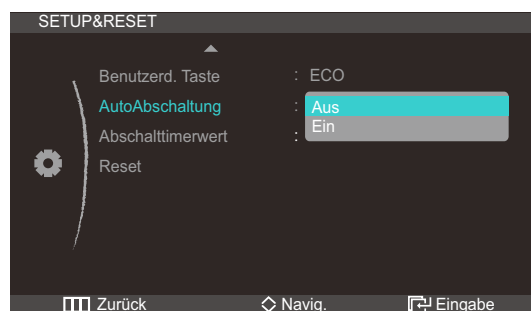 SETUP&RESET
Benutzerd. Taste : ECO
AutoAbschaltung : Aus
Ein
Abschalttimerwert :
Reset
Zurück Navig. Eingabe